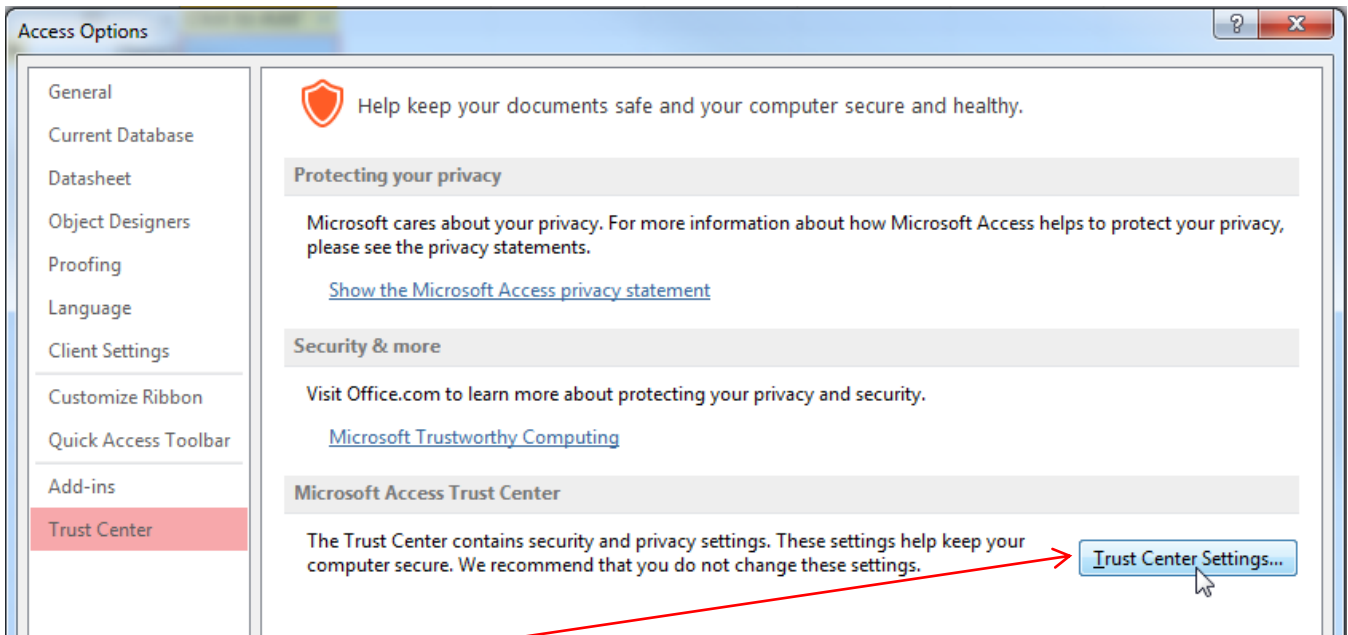 Access Options
General
Current Database
Datasheet
Object Designers
Proofing
Language
Client Settings
Customize Ribbon
Quick Access Toolbar
Add-ins
Trust Center
Help keep your documents safe and your computer secure and healthy.
Protecting your privacy
Microsoft cares about your privacy. For more information about how Microsoft Access helps to protect your privacy,
please see the privacy statements.
Show the Microsoft Access privacy statement
Security & more
Visit Office.com to learn more about protecting your privacy and security.
Microsoft Trustworthy Computing
Microsoft Access Trust Center
The Trust Center contains security and privacy settings. These settings help keep your
computer secure. We recommend that you do not change these settings.
Trust Center Settings...